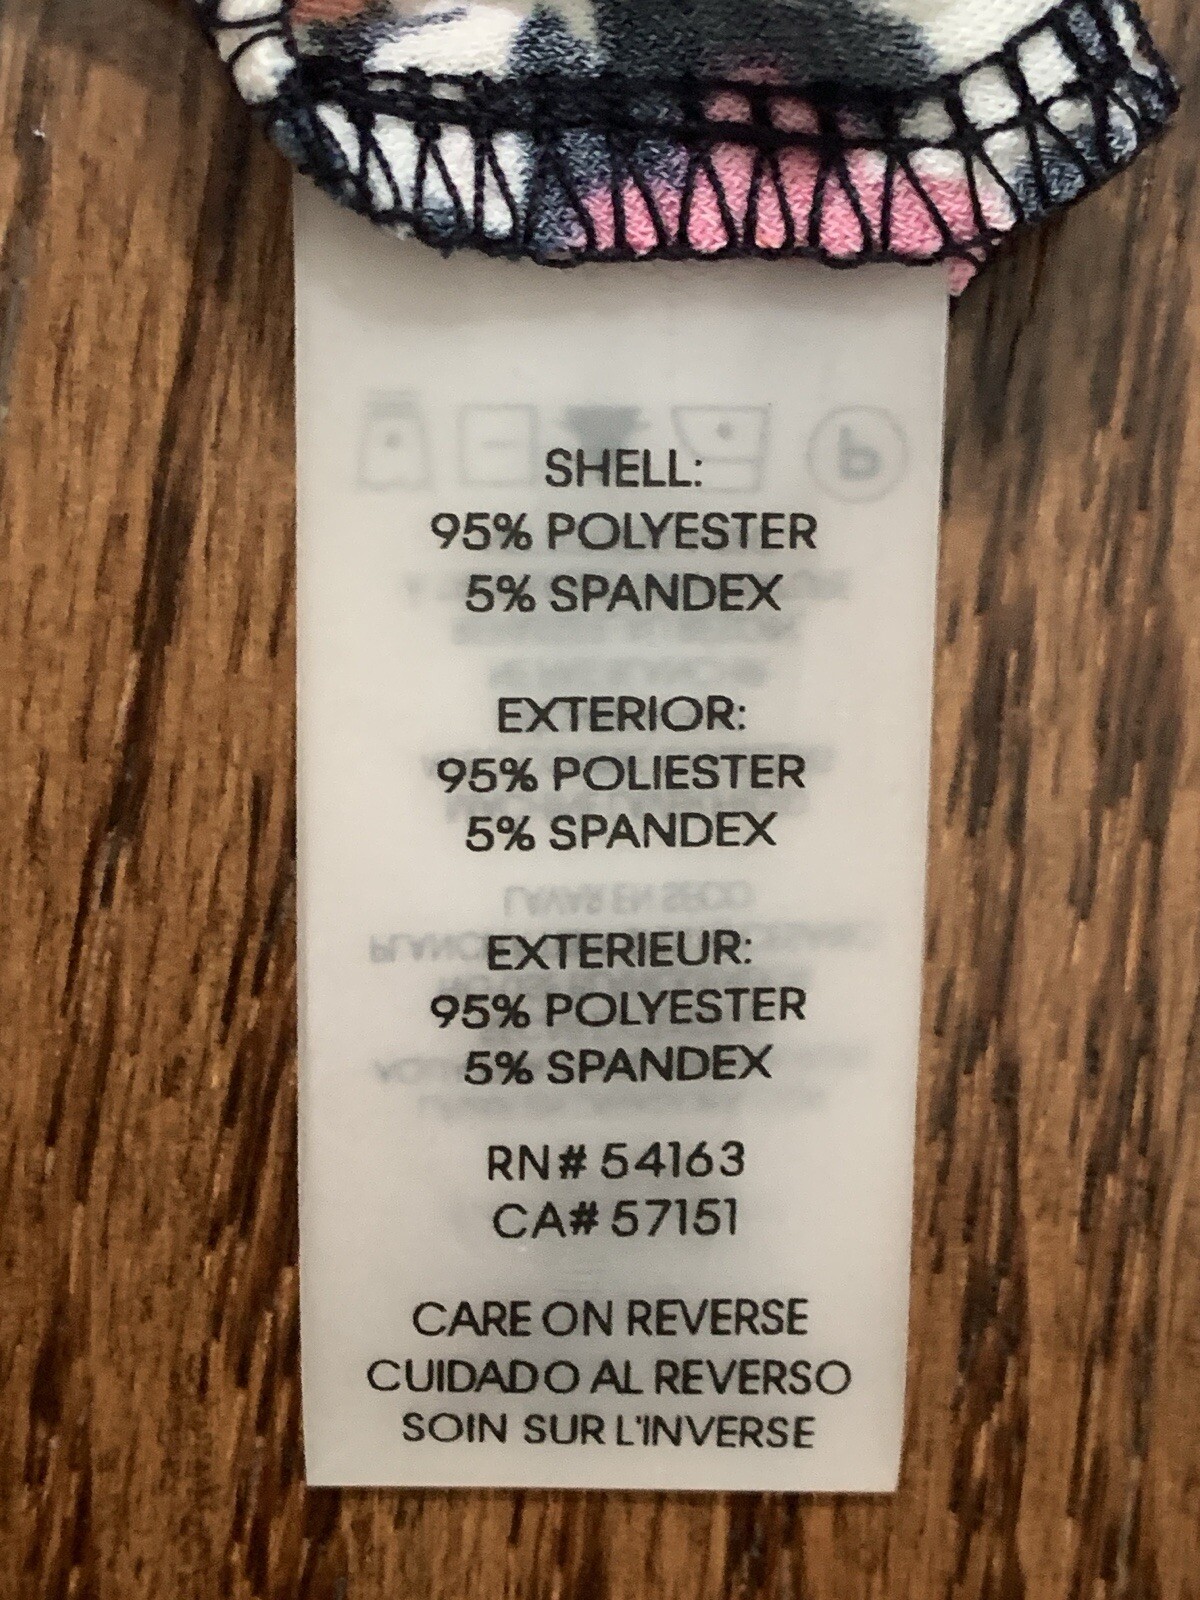 SHELL:
95% POLYESTER
5% SPANDEX
EXTERIOR:
95% POLIESTER
5% SPANDEX
EXTERIEUR:
95% POLYESTER
5% SPANDEX
RN# 54163
CA# 57151
CARE ON REVERSE
CUIDADO AL REVERSO
SOIN SUR L'INVERSE